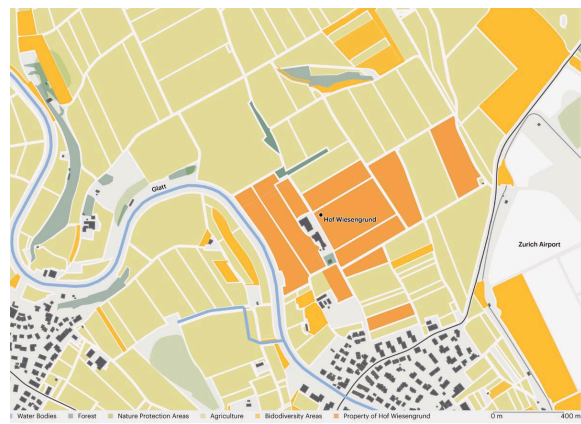 Glatt
Hof Wiesengrund
Zurich Airport
Water Bodies Forest Nature Protection Areas Agriculture Bidodiversity Areas Property of Hof Wiesengrund 0 m 400 m